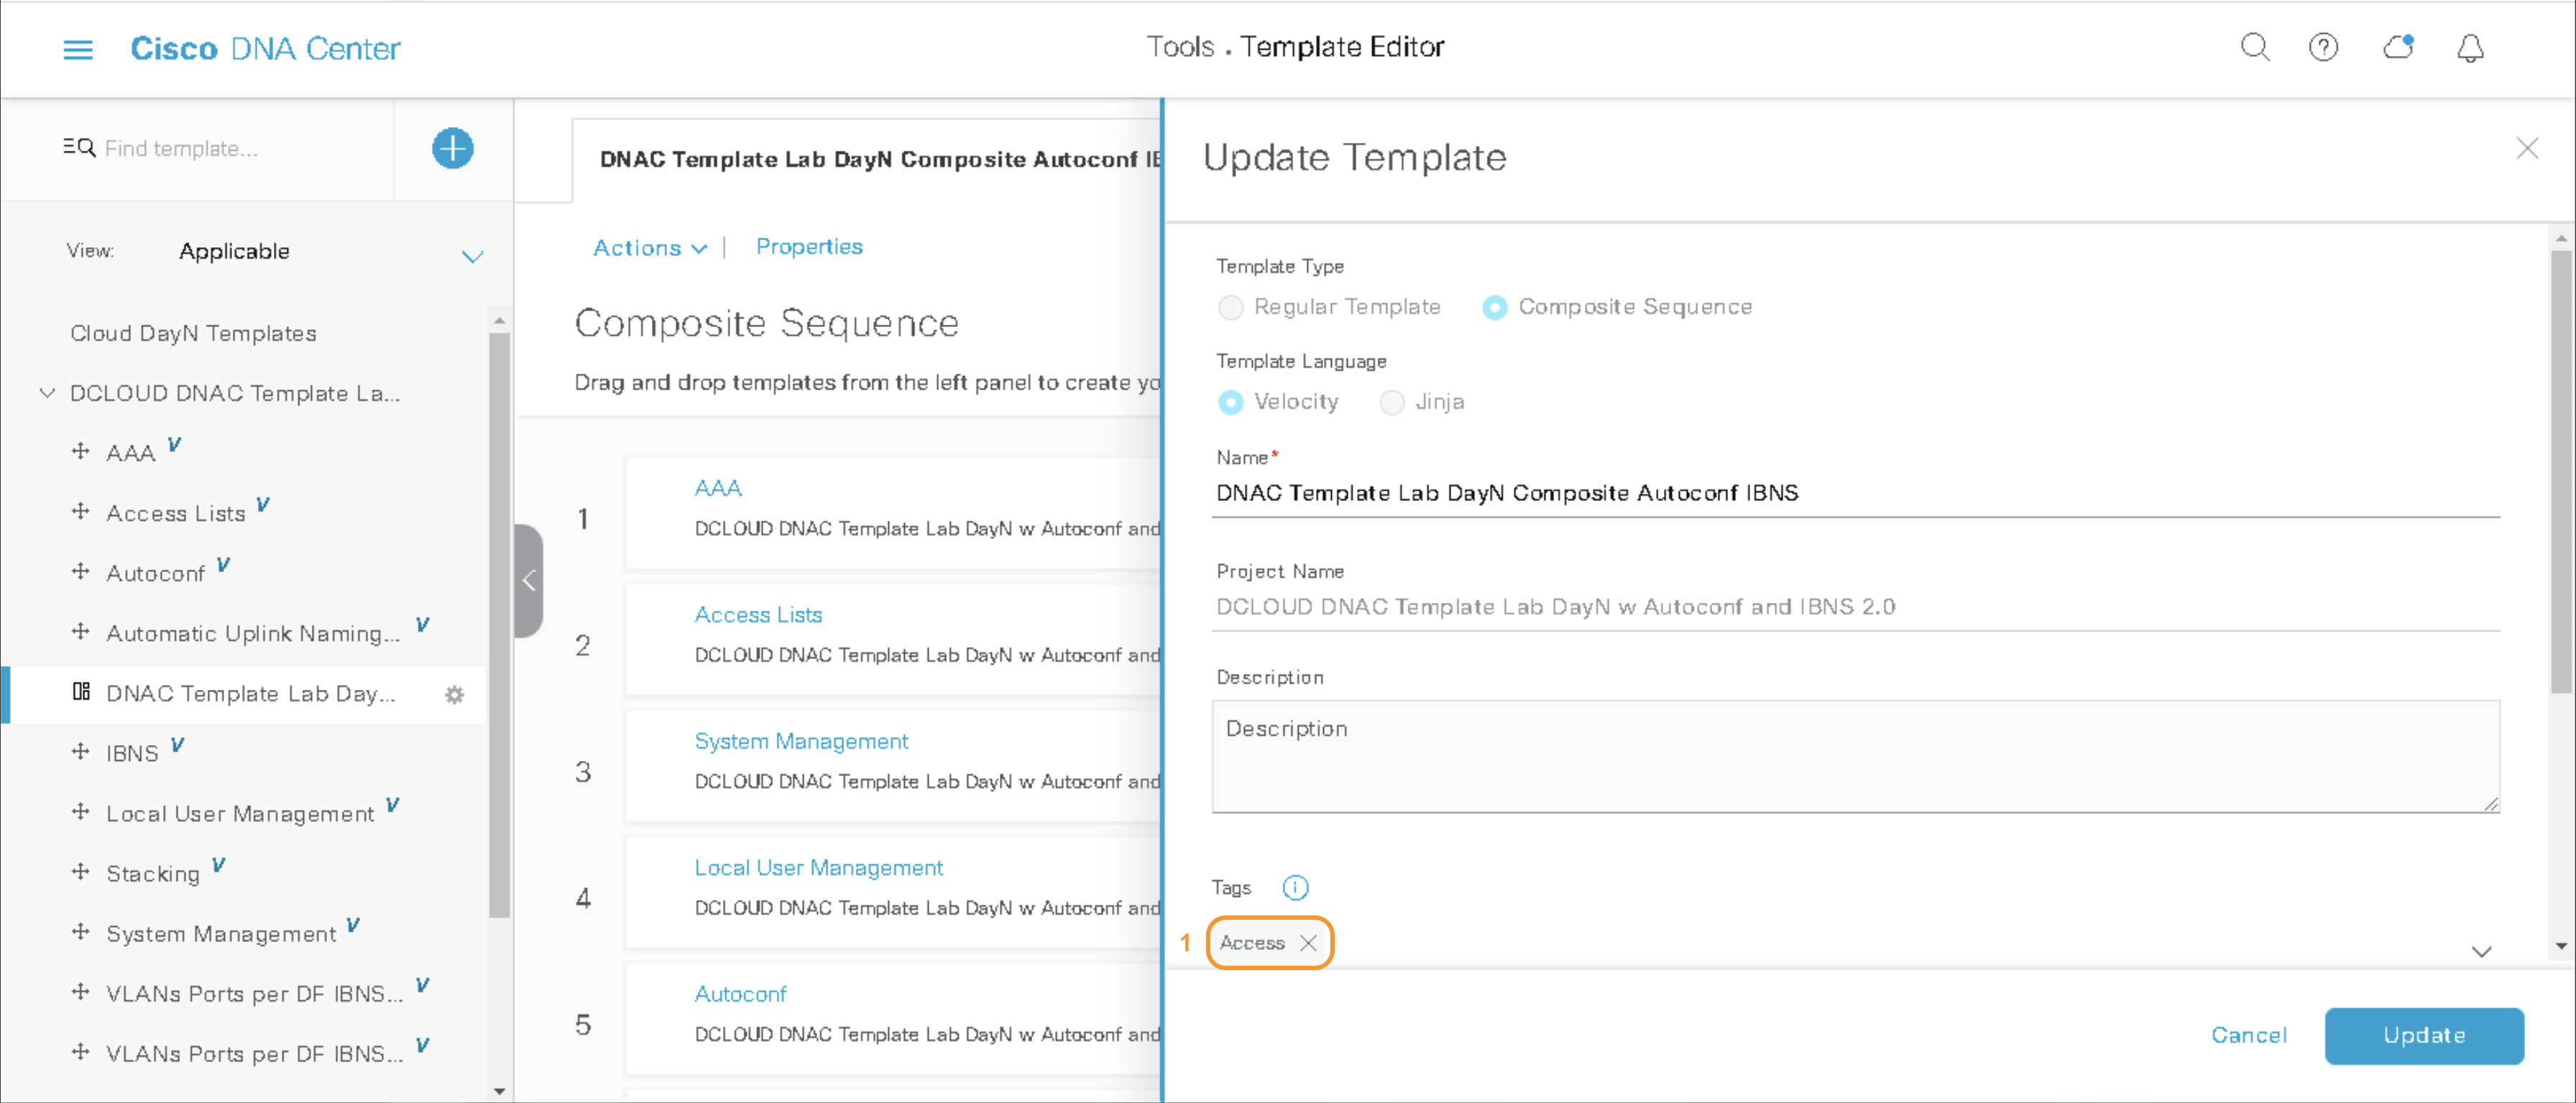 Cisco DNA Center
Tools . Template Editor
Find template...
View: Applicable
Cloud DayN Templates
DCLOUD DNAC Template La...
AAA V
Access Lists V
Autoconf V
Automatic Uplink Naming... V
DNAC Template Lab Day...
IBNS V
Local User Management V
Stacking V
System Management V
VLANs Ports per DF IBNS... V
VLANs Ports per DF IBNS... V
DNAC Template Lab DayN Composite Autoconf
Actions | Properties
Composite Sequence
Drag and drop templates from the left panel to create
1
AAA
DCLOUD DNAC Template Lab DayN w Autoconf and
2
Access Lists
DCLOUD DNAC Template Lab DayN w Autoconf and
3
System Management
DCLOUD DNAC Template Lab DayN w Autoconf and
4
Local User Management
DCLOUD DNAC Template Lab DayN w Autoconf and
5
Autoconf
DCLOUD DNAC Template Lab DayN w Autoconf and
Update Template
Template Type
Regular Template Composite Sequence
Template Language
Velocity Jinja
Name*
DNAC Template Lab DayN Composite Autoconf IBNS
Project Name
DCLOUD DNAC Template Lab DayN w Autoconf and IBNS 2.0
Description
Description
Tags
1 Access
Cancel Update